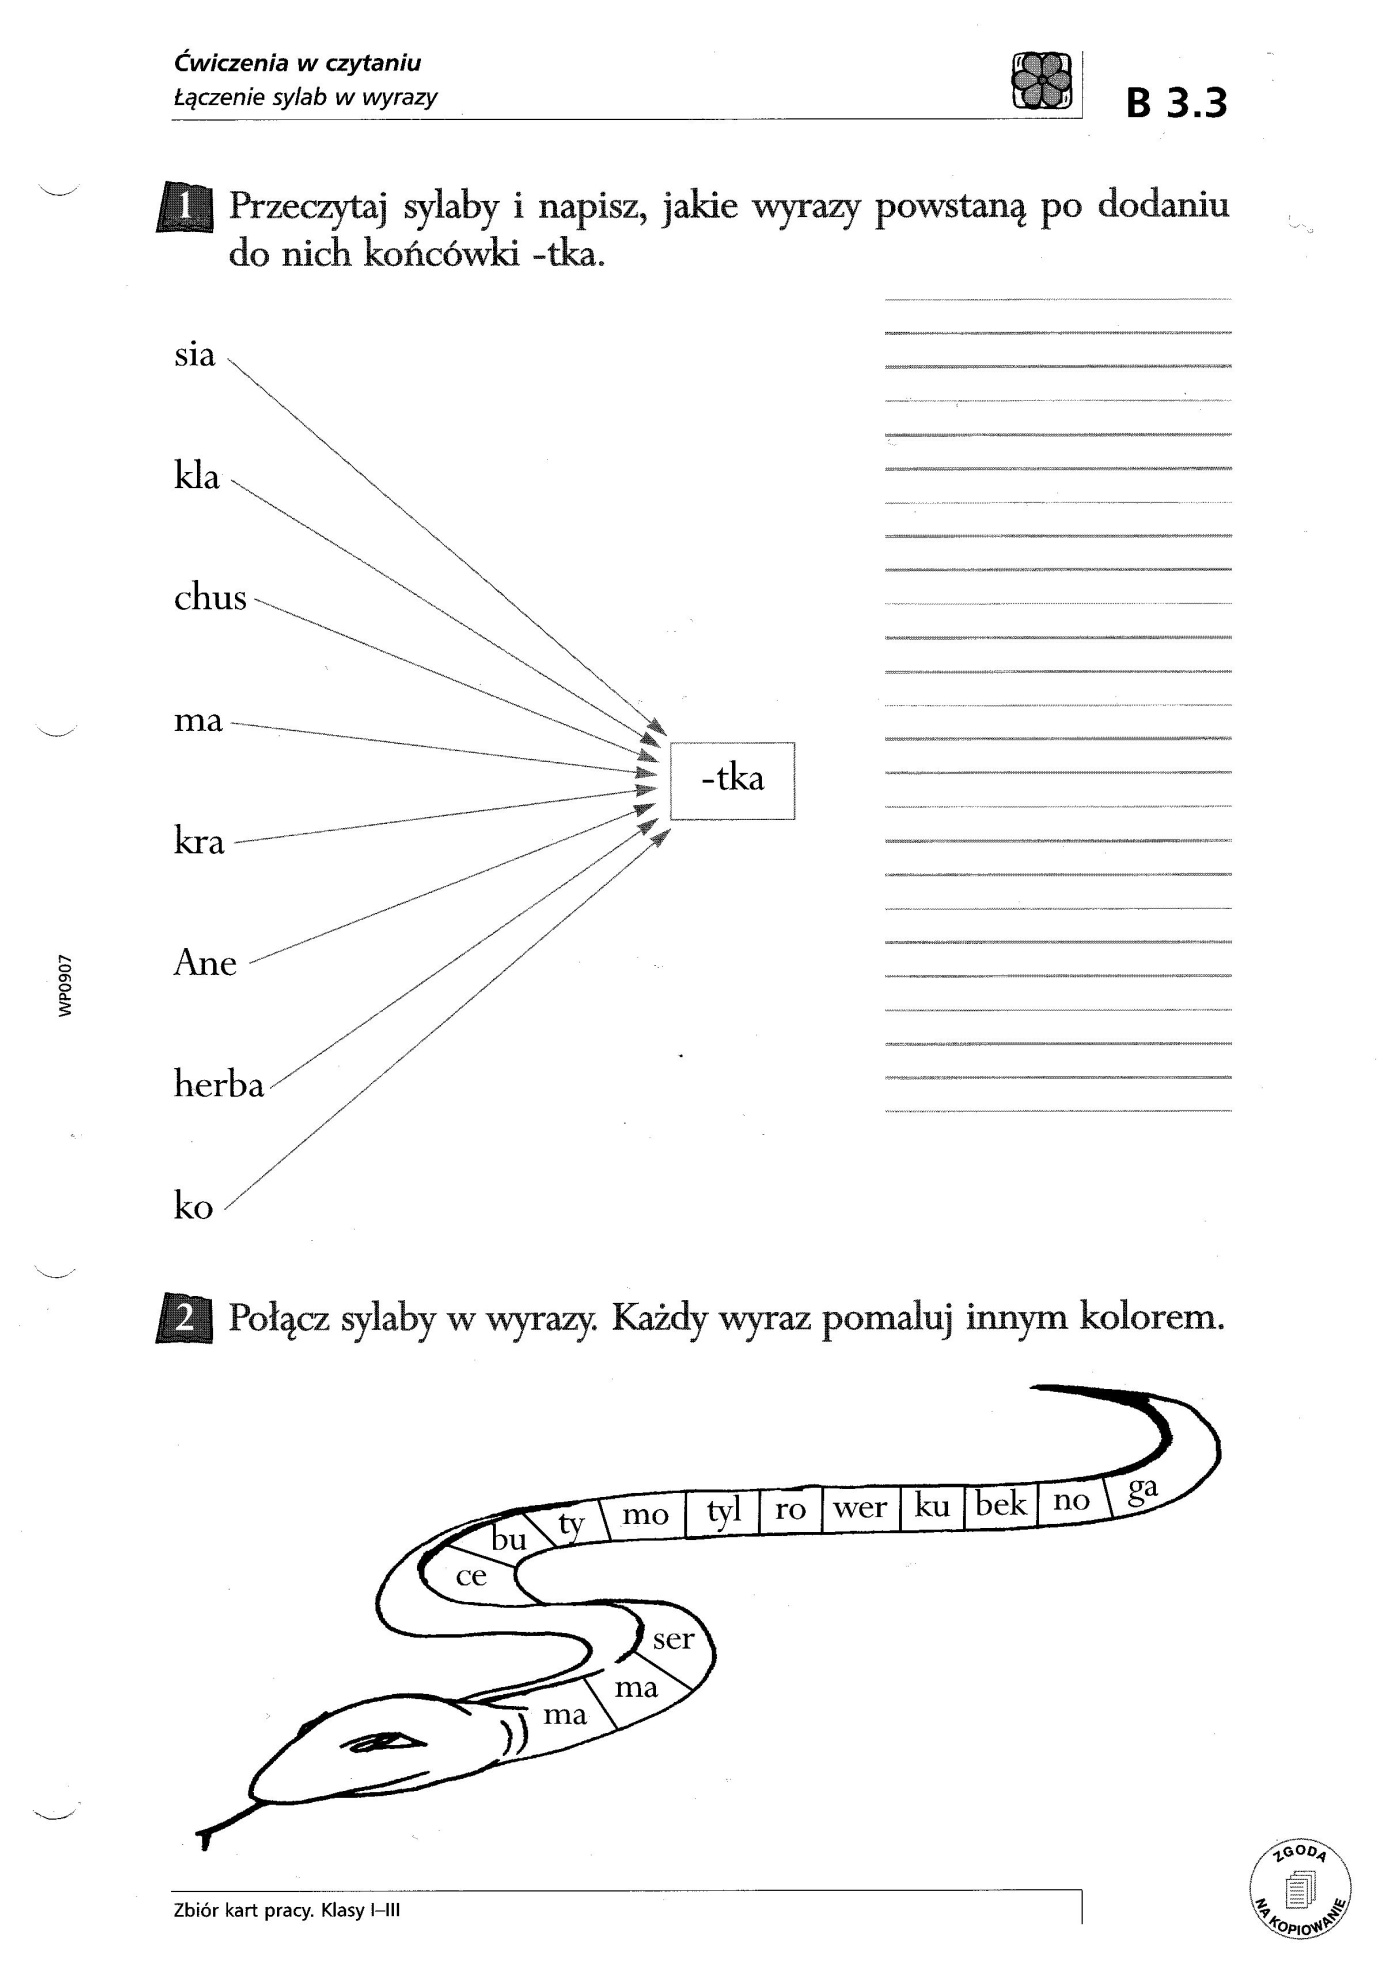 Ćwiczenia w czytaniu
Łączenie sylab w wyrazy
B 3.3
1 Przeczytaj sylaby i napisz, jakie wyrazy powstaną po dodaniu
do nich końcówki -tka.
sia
kla
chus
ma
-tka
kra
Ane
herba
ko
WP0907
2 Połącz sylaby w wyrazy. Każdy wyraz pomaluj innym kolorem.
ma ma ser ce bu ty mo tyl ro wer ku bek no ga
Zbiór kart pracy. Klasy I–III
ZGODA
NA KOPIOWANIE